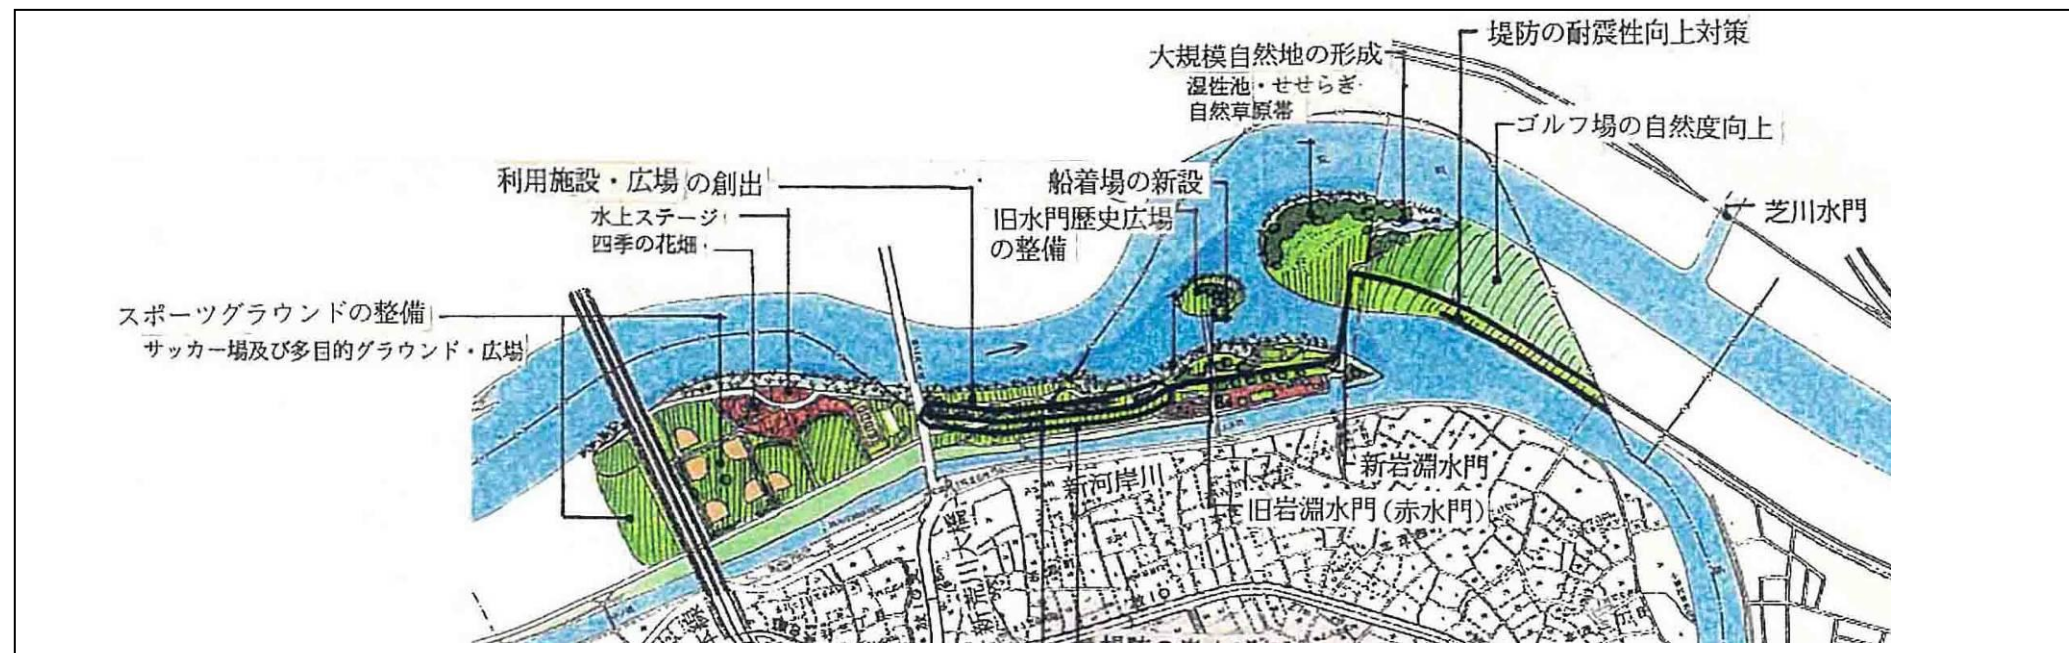 堤防の耐震性向上対策
大規模自然地の形成
湿性池・せせらぎ・
自然草原帯
ゴルフ場の自然度向上
利用施設・広場の創出
水上ステージ
四季の花畑
船着場の新設
旧水門歴史広場
の整備
芝川水門
スポーツグラウンドの整備
サッカー場及び多目的グラウンド・広場
新岩淵水門
新河岸川
旧岩淵水門(赤水門)
新荒川大橋